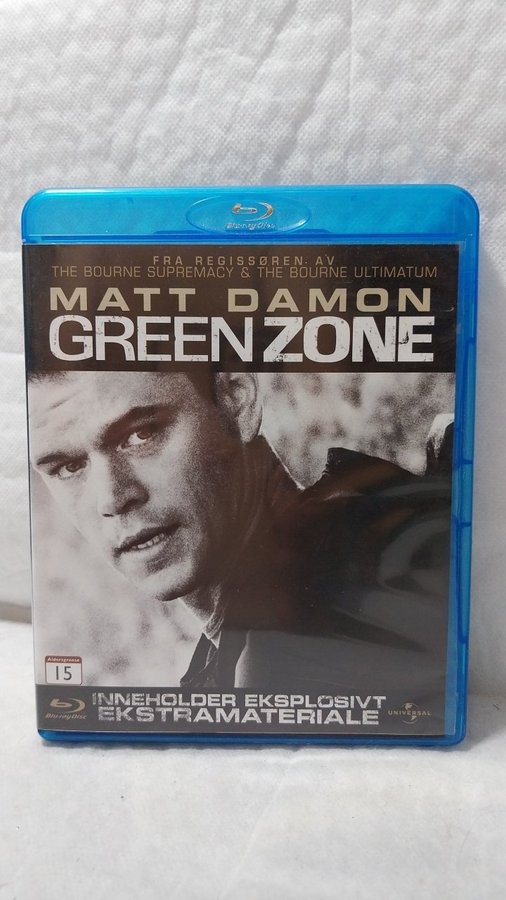 Blu-ray Disc
FRA REGISSØREN AV
THE BOURNE SUPREMACY & THE BOURNE ULTIMATUM
MATT DAMON
GREEN ZONE
Aldersgrense
15
INNEHOLDER EKSPLOSIVT
EKSTRAMATERIALE
Blu-ray Disc
UNIVERSAL